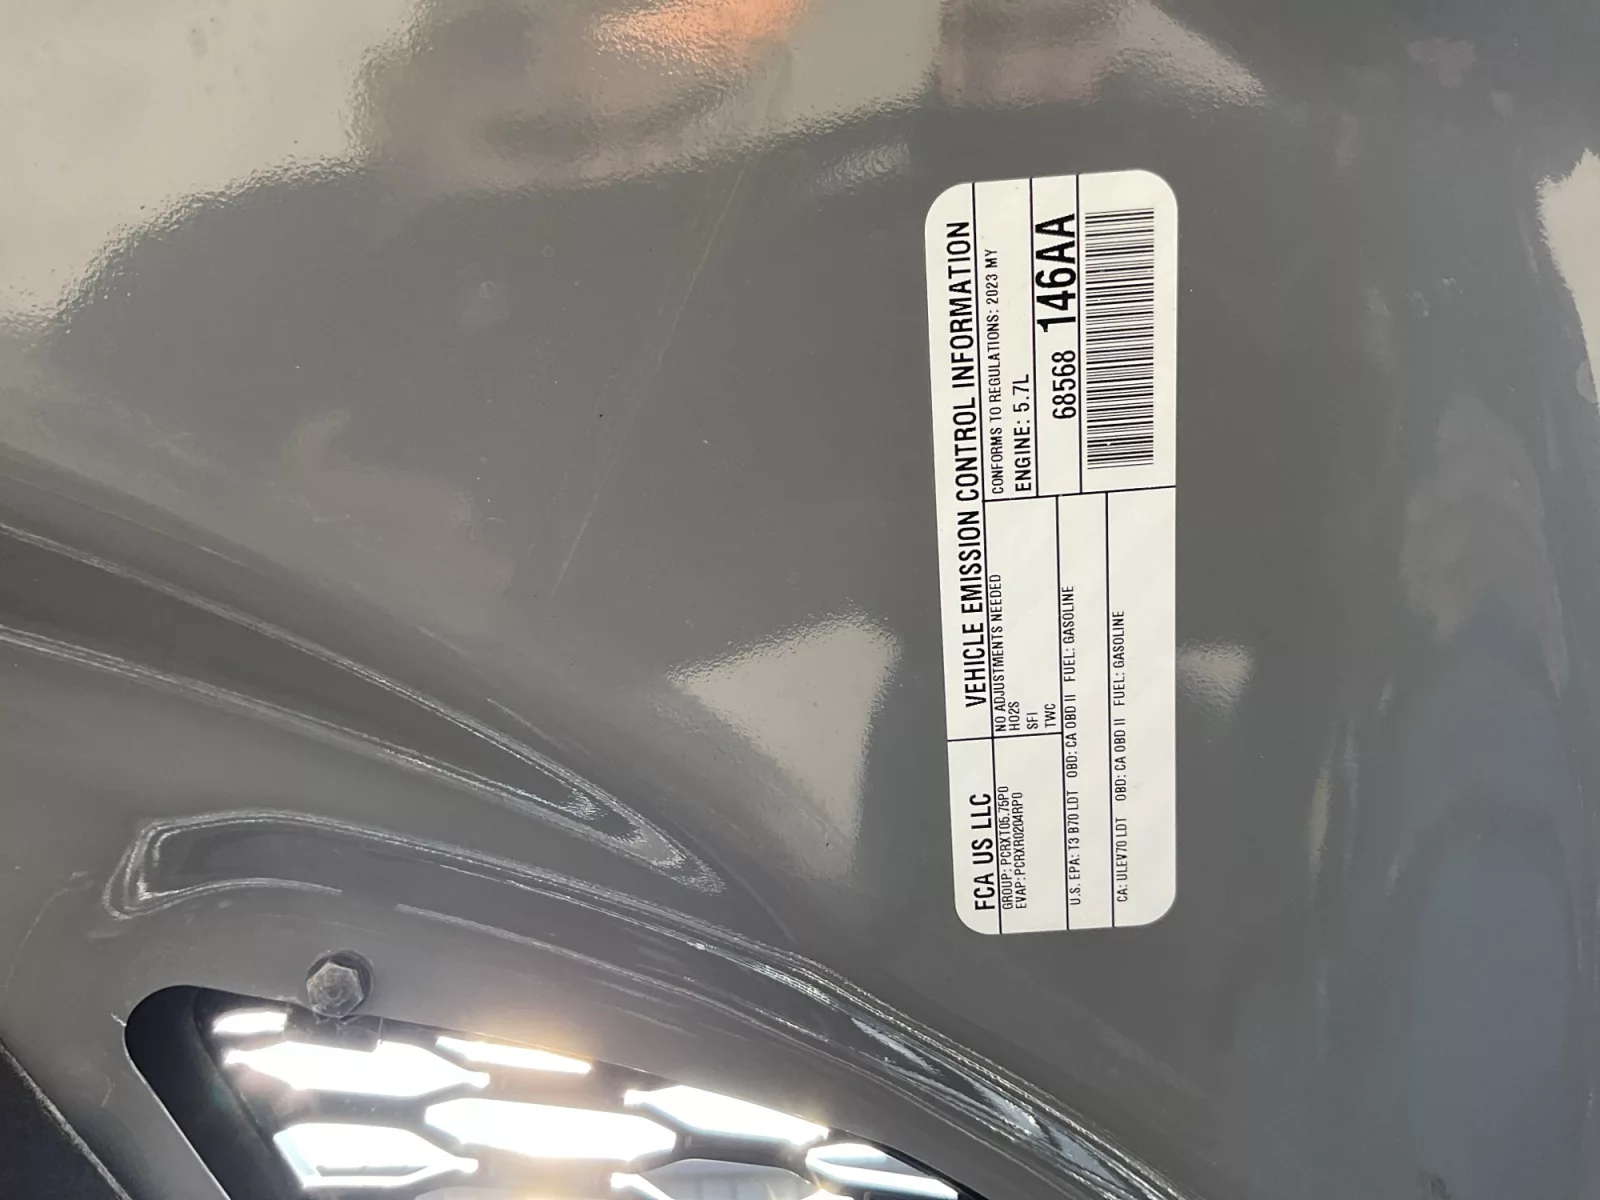 FCA US LLC
VEHICLE EMISSION CONTROL INFORMATION
GROUP: PCRXT05.75P0
EVAP: PCRXR0204RP0
NO ADJUSTMENTS NEEDED
HO2S
SFI
TWC
CONFORMS TO REGULATIONS: 2023 MY
ENGINE: 5.7L
68568 146AA
U.S. EPA: T3 B70 LDT OBD: CA OBD II FUEL: GASOLINE
CA: ULEV70 LDT OBD: CA OBD II FUEL: GASOLINE